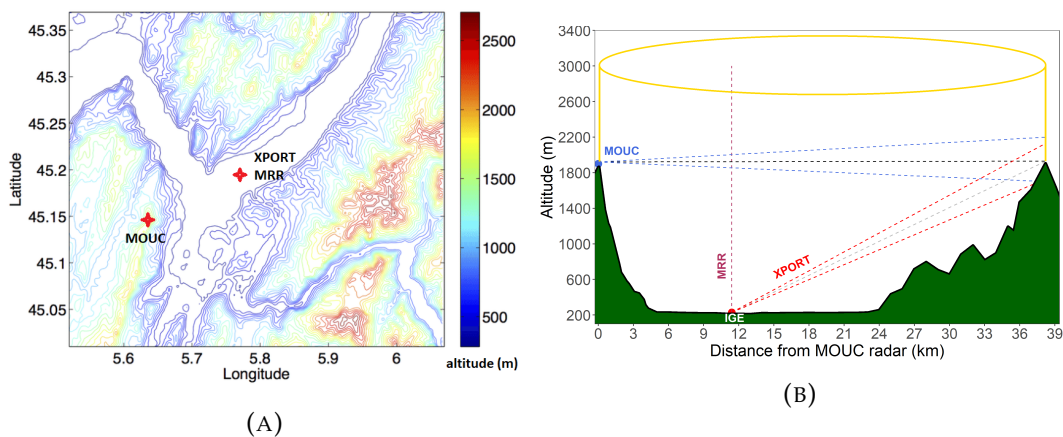 45.37
45.3
45.25
45.2
45.15
45.1
45.05
Latitude
XPORT
MRR
MOUC
5.6
5.7
5.8
5.9
6
Longitude
2500
2000
1500
1000
500
altitude (m)
(A)
3400
3000
2600
2200
1800
1400
1000
600
200
Altitude (m)
MOUC
MRR
XPORT
IGE
0
3
6
9
12
15
18
21
24
27
30
33
36
39
Distance from MOUC radar (km)
(B)